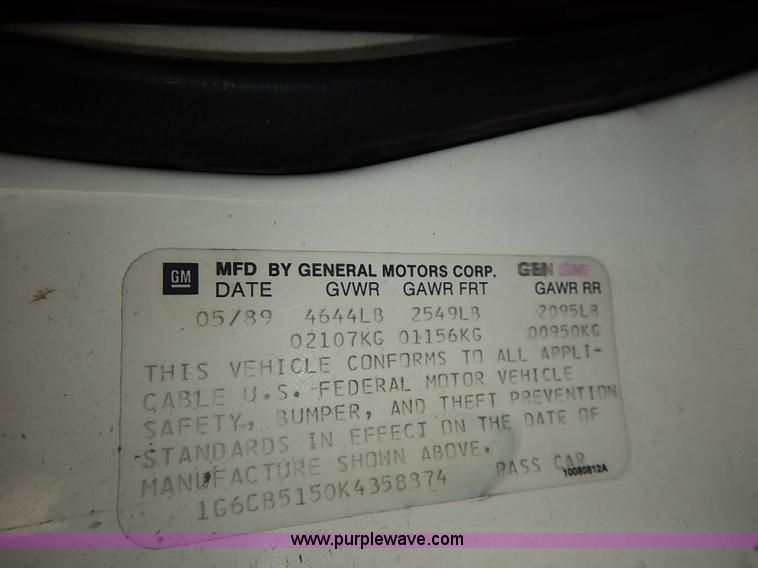 GM MFD BY GENERAL MOTORS CORP. GENUINE
DATE GVWR GAWR FRT GAWR RR
05/89 4644LB 2549LB 2095LB
02107KG 01156KG 00950KG
THIS VEHICLE CONFORMS TO ALL APPLI-
CABLE U.S. FEDERAL MOTOR VEHICLE
SAFETY, BUMPER, AND THEFT PREVENTION
STANDARDS IN EFFECT ON THE DATE OF
MANUFACTURE SHOWN ABOVE.
1G6CB5150K4358874 PASS CAR
10080812A
www.purplewave.com